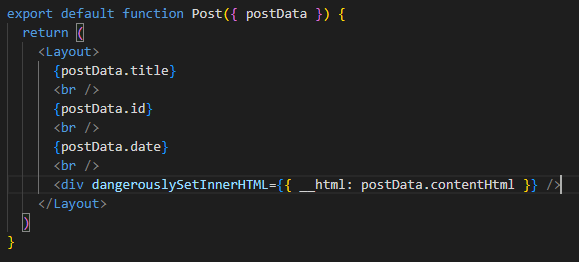 export default function Post({ postData }) {
  return (
    <Layout>
      {postData.title}
      <br />
      {postData.id}
      <br />
      {postData.date}
      <br />
      <div dangerouslySetInnerHTML={{ __html: postData.contentHtml }} />
    </Layout>
  )
}